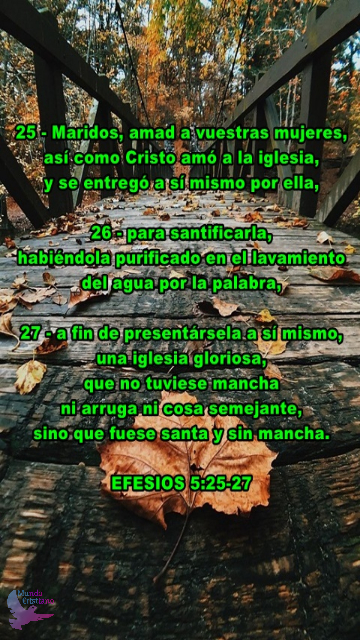 25 - Maridos, amad a vuestras mujeres,
así como Cristo amó a la iglesia,
y se entregó a sí mismo por ella,
26 - para santificarla,
habiéndola purificado en el lavamiento
del agua por la palabra,
27 - a fin de presentársela a sí mismo,
una iglesia gloriosa,
que no tuviese mancha
ni arruga ni cosa semejante,
sino que fuese santa y sin mancha.
EFESIOS 5:25-27
Mundo
Cristiano